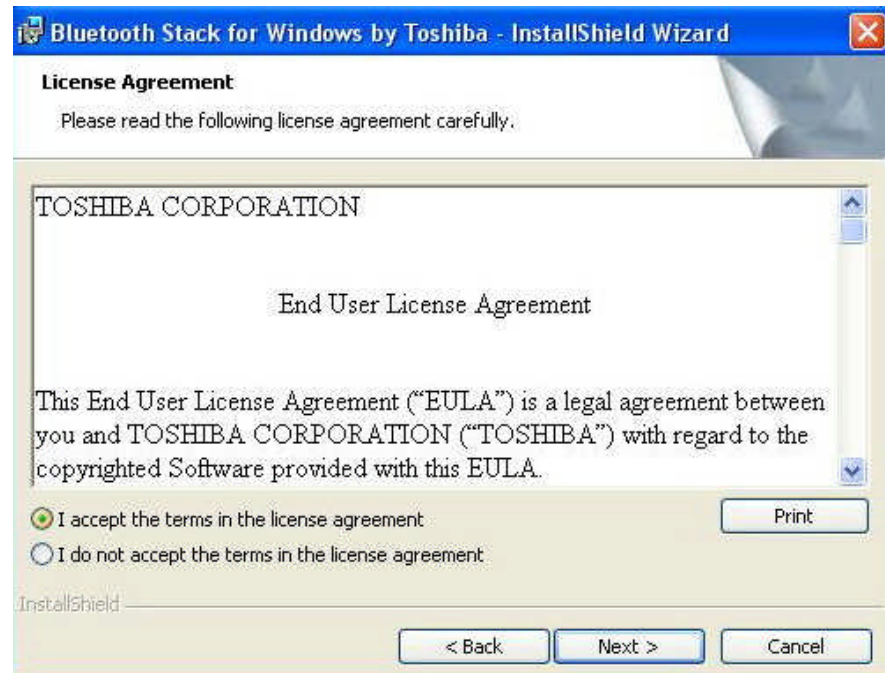 Bluetooth Stack for Windows by Toshiba - InstallShield Wizard
License Agreement
Please read the following license agreement carefully.
TOSHIBA CORPORATION
End User License Agreement
This End User License Agreement (“EULA”) is a legal agreement between
you and TOSHIBA CORPORATION (“TOSHIBA”) with regard to the
copyrighted Software provided with this EULA.
I accept the terms in the license agreement
Print
I do not accept the terms in the license agreement
InstallShield
< Back
Next >
Cancel